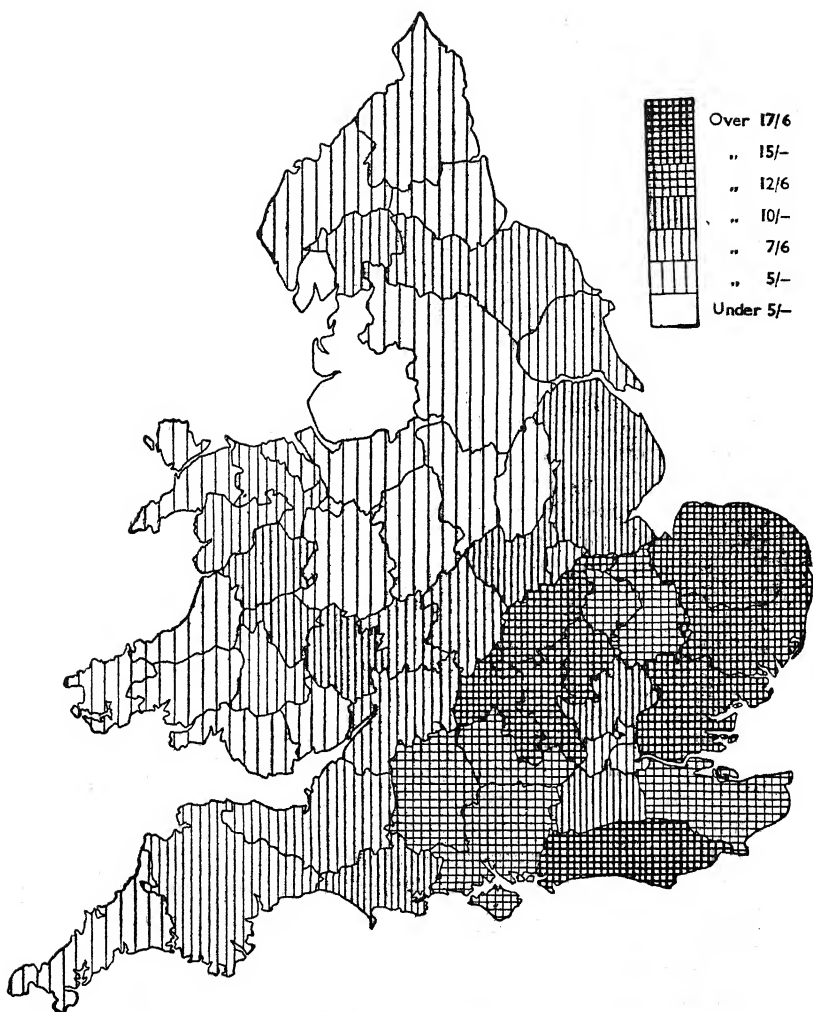 Over 17/6
„ 15/-
„ 12/6
„ 10/-
„ 7/6
„ 5/-
Under 5/-